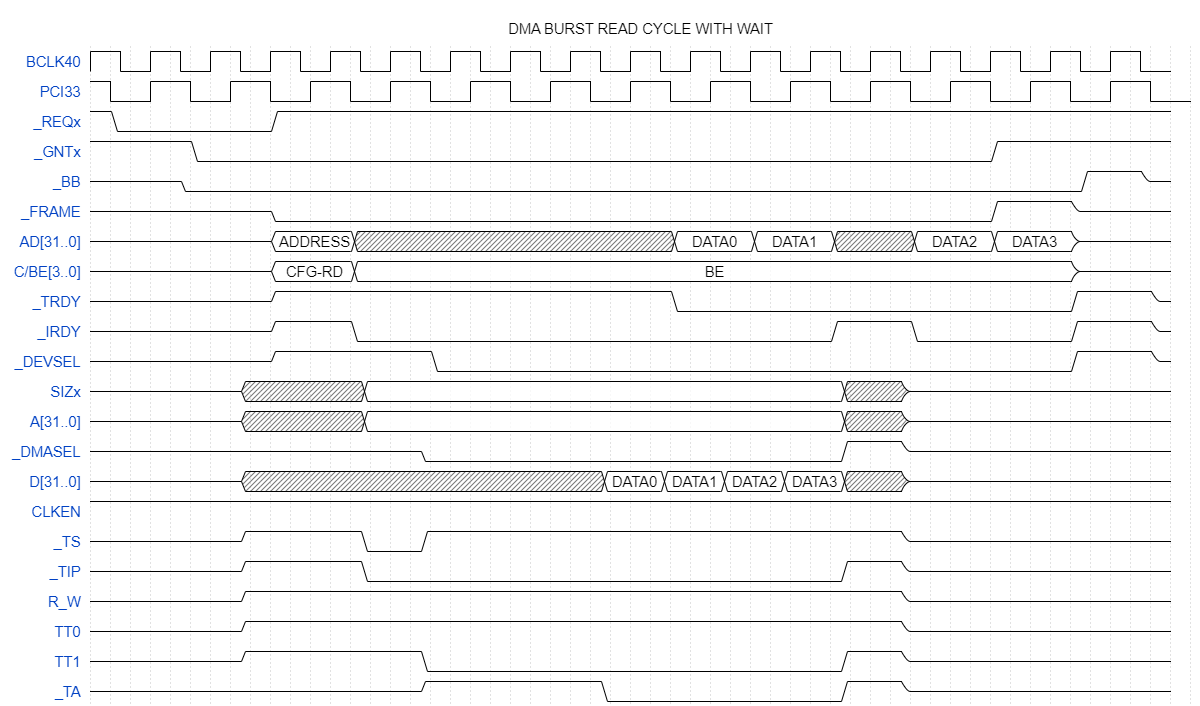 DMA BURST READ CYCLE WITH WAIT
BCLK40
PCI33
_REQx
_GNTx
_BB
_FRAME
AD[31..0] ADDRESS DATA0 DATA1 DATA2 DATA3
C/BE[3..0] CFG-RD BE
_TRDY
_IRDY
_DEVSEL
SIZx
A[31..0]
_DMASEL
D[31..0] DATA0 DATA1 DATA2 DATA3
CLKEN
_TS
_TIP
R_W
TT0
TT1
_TA